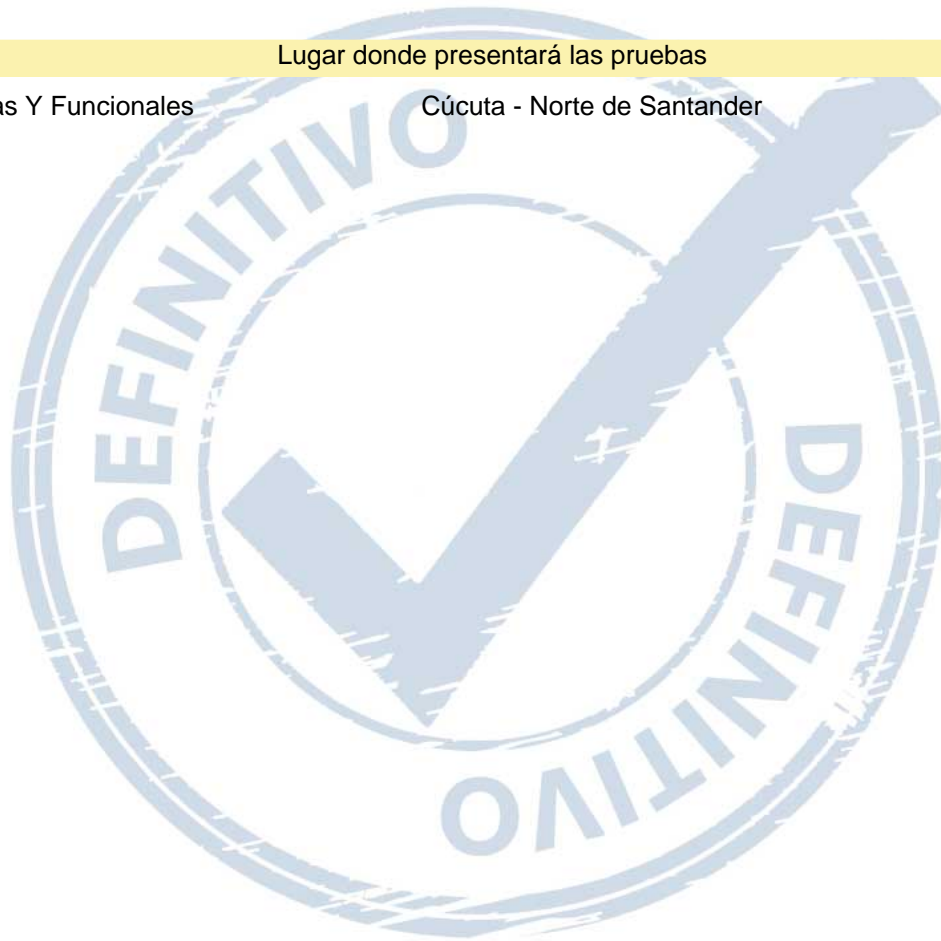 Lugar donde presentará las pruebas
as Y Funcionales Cúcuta - Norte de Santander
DEFINITIVO
DEFINITIVO